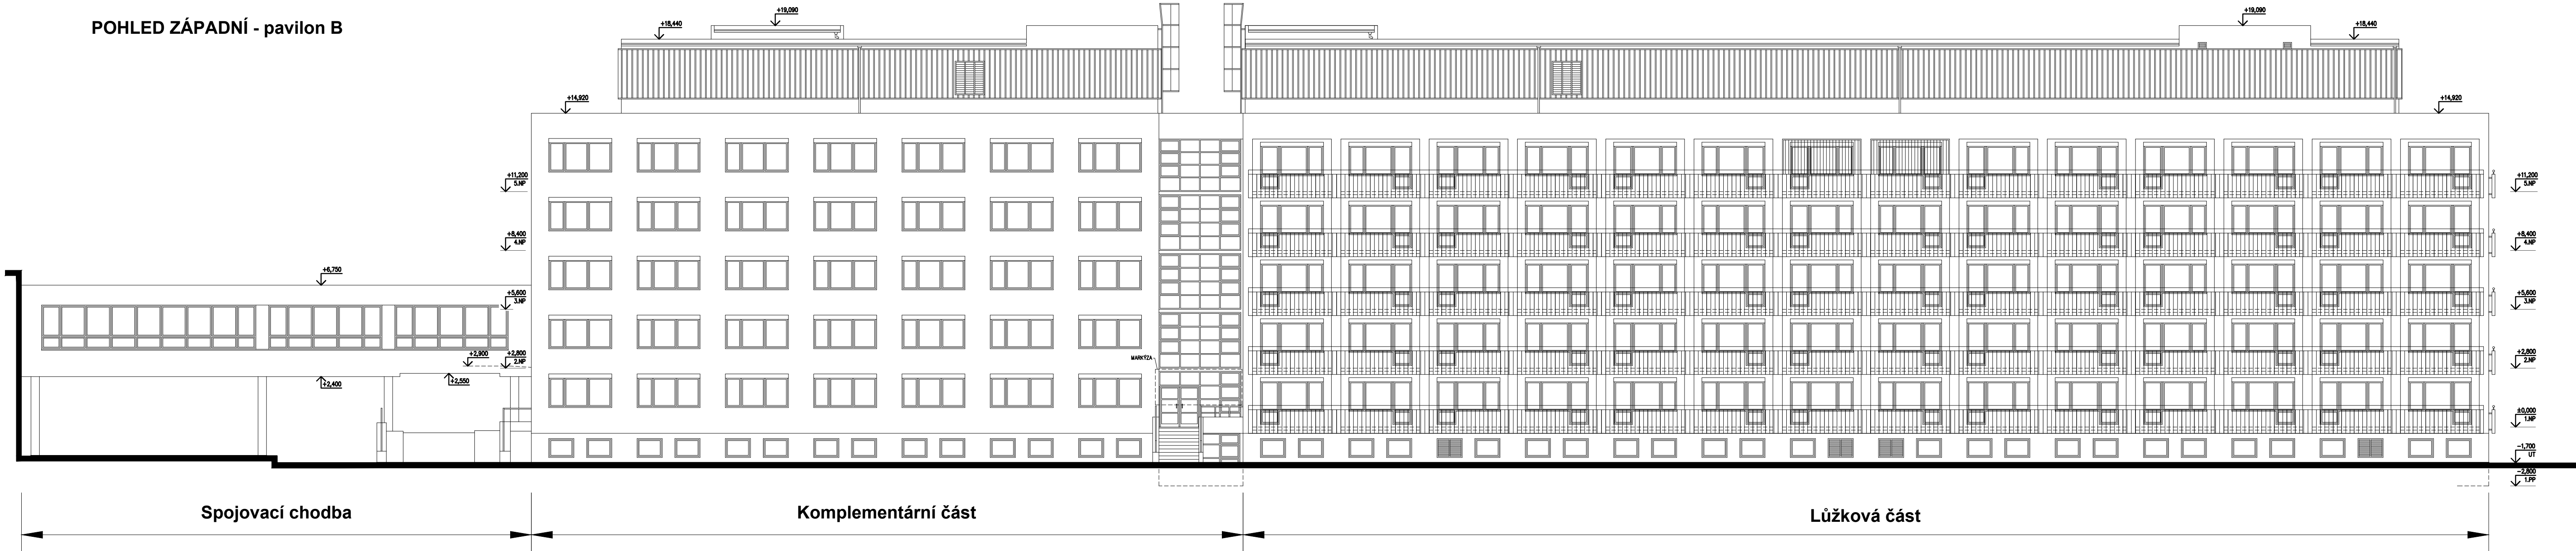 POHLED ZÁPADNÍ - pavilon B
+18,440
+19,090
+19,090
+18,440
+14,920
+14,920
+11,200
5.NP
+8,400
4.NP
+6,750
+5,600
3.NP
+2,900
+2,800
2.NP
+2,400
+2,550
MARKÝZA
+11,200
5.NP
+8,400
4.NP
+5,600
3.NP
+2,800
2.NP
±0,000
1.NP
-1,700
UT
-2,800
1.PP
Spojovací chodba
Komplementární část
Lůžková část